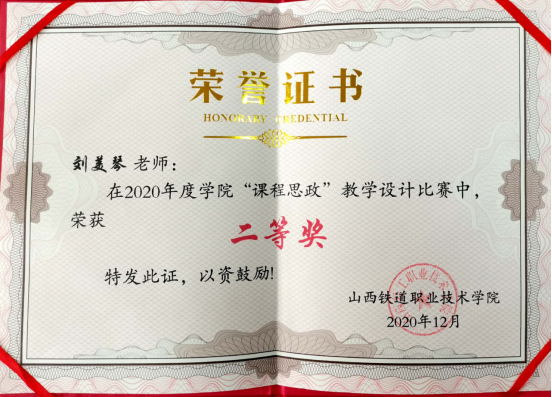 荣誉证书
HONORARY CREDENTIAL
刘美琴 老师：
在2020年度学院“课程思政”教学设计比赛中，
荣获
二等奖
特发此证，以资鼓励!
山西铁道职业技术学院
2020年12月